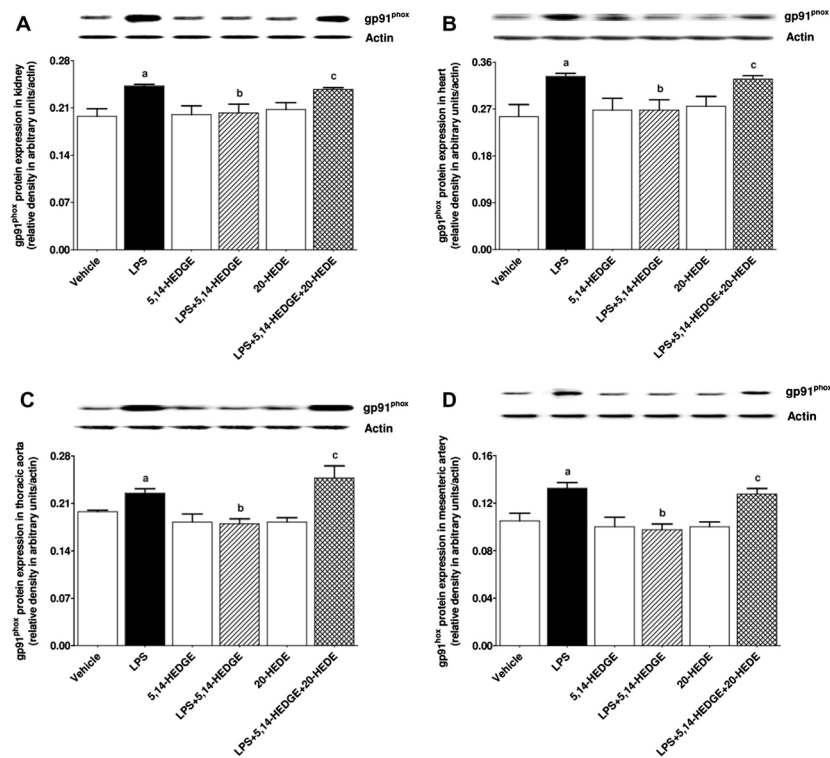 A
gp91phox
Actin
gp91phox protein expression in kidney
(relative density in arbitrary units/actin)
0.28
0.21
0.14
0.07
0.00
a
b
c
Vehicle
LPS
5,14-HEDGE
LPS+5,14-HEDGE
20-HEDE
LPS+5,14-HEDGE+20-HEDE
B
gp91phox
Actin
gp91phox protein expression in heart
(relative density in arbitrary units/actin)
0.36
0.27
0.18
0.09
0.00
a
b
c
Vehicle
LPS
5,14-HEDGE
LPS+5,14-HEDGE
20-HEDE
LPS+5,14-HEDGE+20-HEDE
C
gp91phox
Actin
gp91phox protein expression in thoracic aorta
(relative density in arbitrary units/actin)
0.28
0.21
0.14
0.07
0.00
a
b
c
Vehicle
LPS
5,14-HEDGE
LPS+5,14-HEDGE
20-HEDE
LPS+5,14-HEDGE+20-HEDE
D
gp91phox
Actin
gp91hox protein expression in mesenteric artery
(relative density in arbitrary units/actin)
0.16
0.12
0.08
0.04
0.00
a
b
c
Vehicle
LPS
5,14-HEDGE
LPS+5,14-HEDGE
20-HEDE
LPS+5,14-HEDGE+20-HEDE